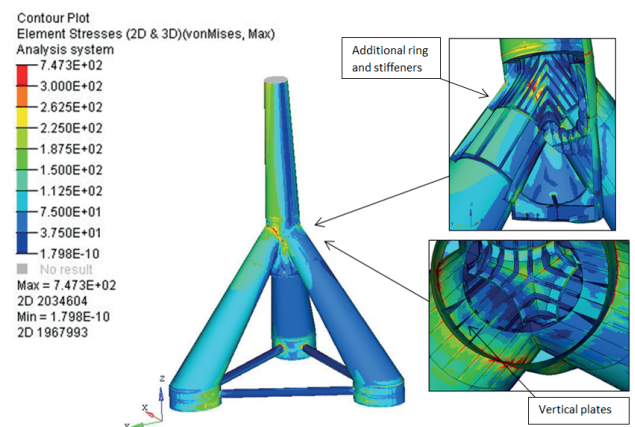 Contour Plot
Element Stresses (2D & 3D)(vonMises, Max)
Analysis system
7.473E+02
3.000E+02
2.625E+02
2.250E+02
1.875E+02
1.500E+02
1.125E+02
7.500E+01
3.750E+01
1.798E-10
No result
Max = 7.473E+02
2D 2034604
Min = 1.798E-10
2D 1967993
Additional ring
and stiffeners
Vertical plates
Z
X
Y